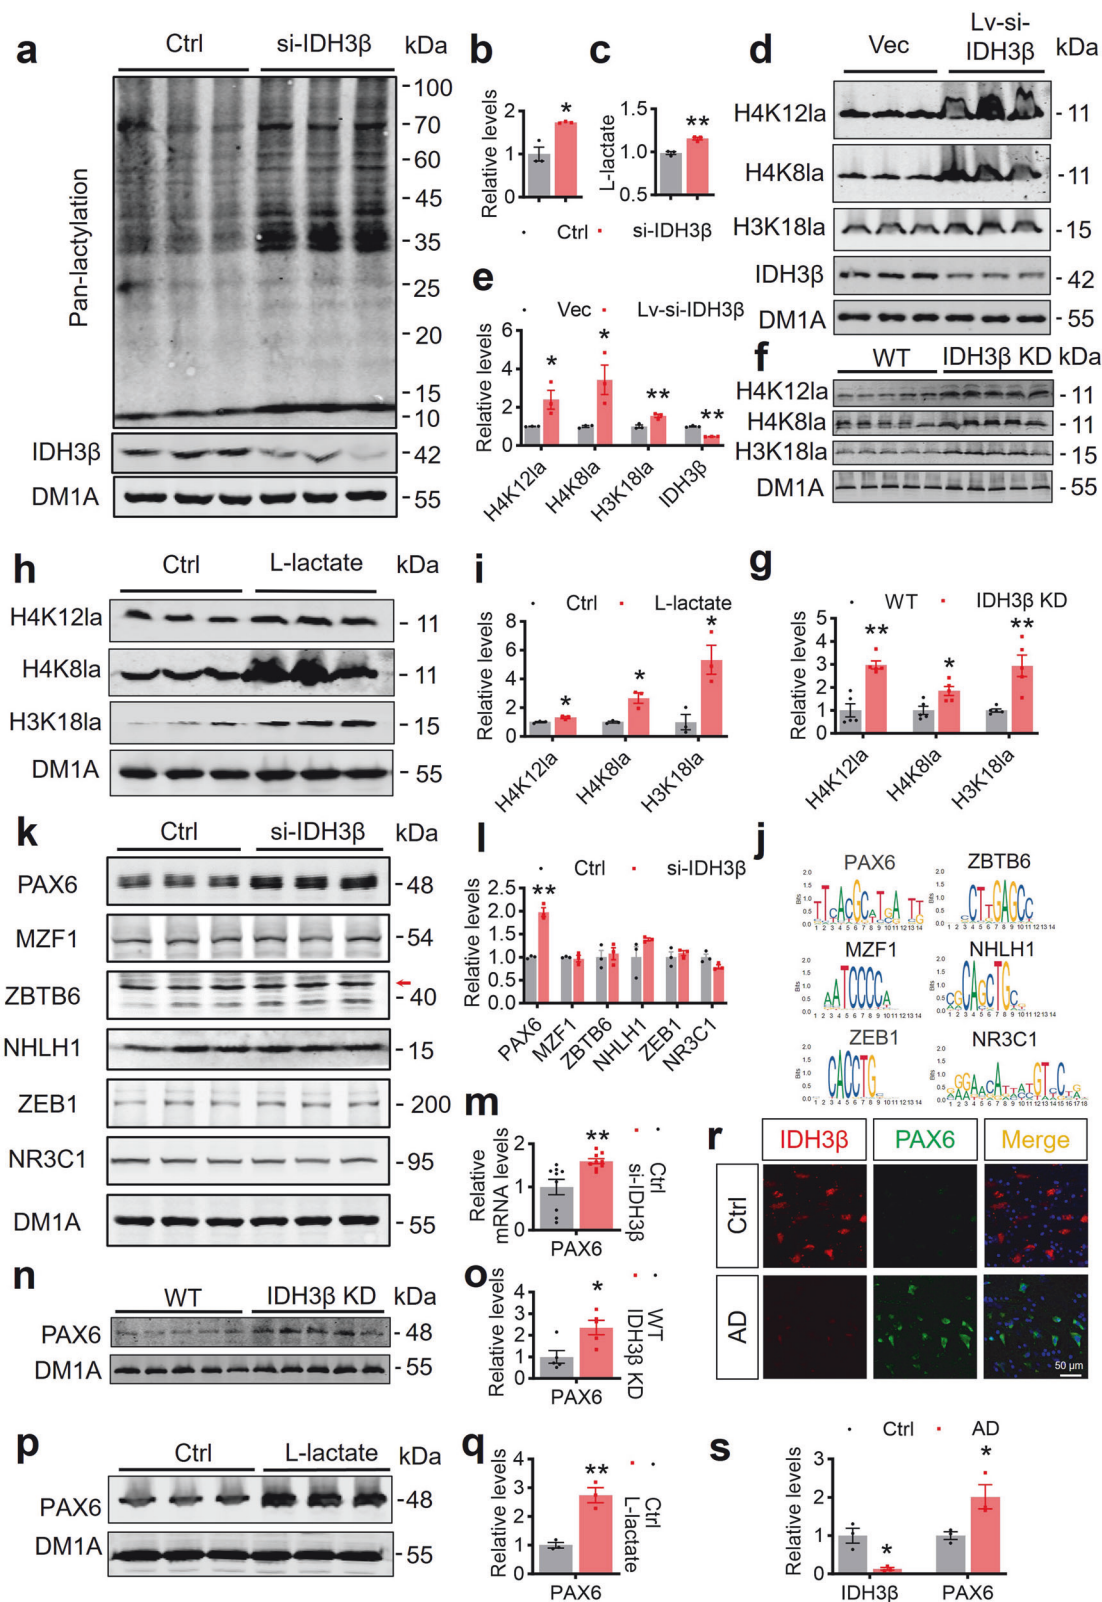 a
Ctrl
si-IDH3β
kDa
Pan-lactylation
100
70
60
45
35
25
20
15
10
IDH3β
42
DM1A
55
b
Relative levels
2
1
0
*
c
L-lactate
1.5
1.0
0.5
**
Ctrl
si-IDH3β
d
Vec
Lv-si-
IDH3β
kDa
H4K12la
11
H4K8la
11
H3K18la
15
IDH3β
42
DM1A
55
e
Vec
Lv-si-IDH3β
Relative levels
6
4
2
0
*
*
**
**
H4K12la
H4K8la
H3K18la
IDH3β
f
WT
IDH3β KD
kDa
H4K12la
11
H4K8la
11
H3K18la
15
DM1A
55
h
Ctrl
L-lactate
kDa
H4K12la
11
H4K8la
11
H3K18la
15
DM1A
55
i
Ctrl
L-lactate
Relative levels
8
6
4
2
0
*
*
*
H4K12la
H4K8la
H3K18la
g
WT
IDH3β KD
Relative levels
5
4
3
2
1
0
**
*
**
H4K12la
H4K8la
H3K18la
k
Ctrl
si-IDH3β
kDa
PAX6
48
MZF1
54
ZBTB6
40
NHLH1
15
ZEB1
200
NR3C1
95
DM1A
55
l
Ctrl
si-IDH3β
Relative levels
2.5
2.0
1.5
1.0
0.5
0.0
**
PAX6
MZF1
ZBTB6
NHLH1
ZEB1
NR3C1
j
PAX6
ZBTB6
MZF1
NHLH1
ZEB1
NR3C1
m
Relative
mRNA levels
2
1
0
**
PAX6
Ctrl
si-IDH3β
n
WT
IDH3β KD
kDa
PAX6
48
DM1A
55
o
Relative levels
4
3
2
1
0
*
PAX6
WT
IDH3β KD
r
IDH3β
PAX6
Merge
Ctrl
AD
50 µm
p
Ctrl
L-lactate
kDa
PAX6
48
DM1A
55
q
Relative levels
4
3
2
1
0
**
PAX6
Ctrl
L-lactate
s
Ctrl
AD
Relative levels
3
2
1
0
*
*
IDH3β
PAX6